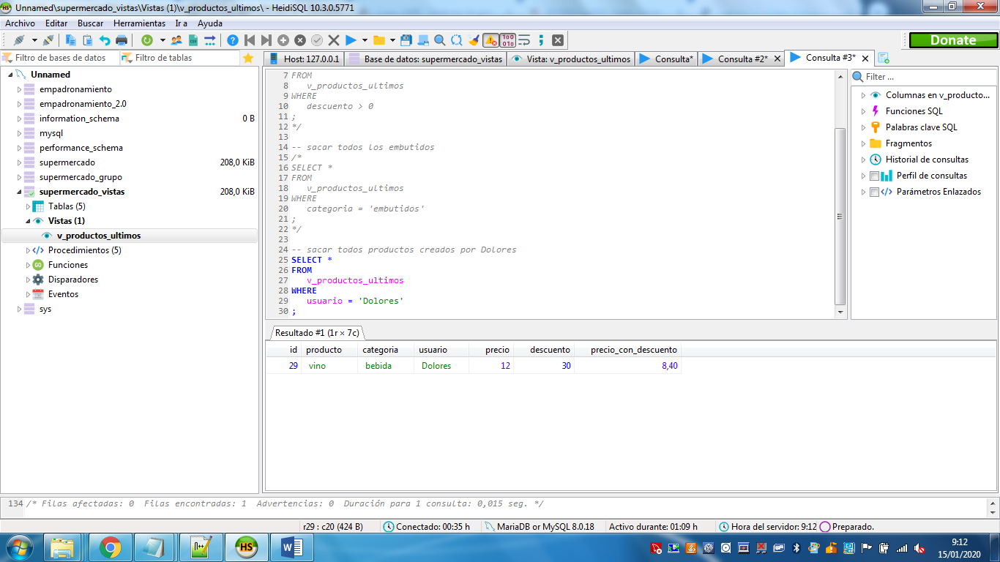 Unnamed\supermercado_vistas\Vistas (1)\v_productos_ultimos\ - HeidiSQL 10.3.0.5771
Archivo Editar Buscar Herramientas Ir a Ayuda
Donate
Filtro de bases de datos Filtro de tablas
Host: 127.0.0.1 Base de datos: supermercado_vistas Vista: v_productos_ultimos Consulta* Consulta #2* Consulta #3*
Unnamed
empadronamiento
empadronamiento_2.0
information_schema 0 B
mysql
performance_schema
supermercado 208,0 KiB
supermercado_grupo
supermercado_vistas 208,0 KiB
Tablas (5)
Vistas (1)
v_productos_ultimos
Procedimientos (5)
Funciones
Disparadores
Eventos
sys
7 FROM
8 v_productos_ultimos
9 WHERE
10 descuento > 0
11 ;
12 */
13
14 -- sacar todos los embutidos
15 /*
16 SELECT *
17 FROM
18 v_productos_ultimos
19 WHERE
20 categoria = 'embutidos'
21 ;
22 */
23
24 -- sacar todos productos creados por Dolores
25 SELECT *
26 FROM
27 v_productos_ultimos
28 WHERE
29 usuario = 'Dolores'
30 ;
Filter ...
Columnas en v_producto...
Funciones SQL
Palabras clave SQL
Fragmentos
Historial de consultas
Perfil de consultas
Parámetros Enlazados
Resultado #1 (1r × 7c)
id producto categoria usuario precio descuento precio_con_descuento
29 vino bebida Dolores 12 30 8,40
134 /* Filas afectadas: 0 Filas encontradas: 1 Advertencias: 0 Duración para 1 consulta: 0,015 seg. */
r29 : c20 (424 B) Conectado: 00:35 h MariaDB or MySQL 8.0.18 Activo durante: 01:09 h Hora del servidor: 9:12 Preparado.
9:12
15/01/2020